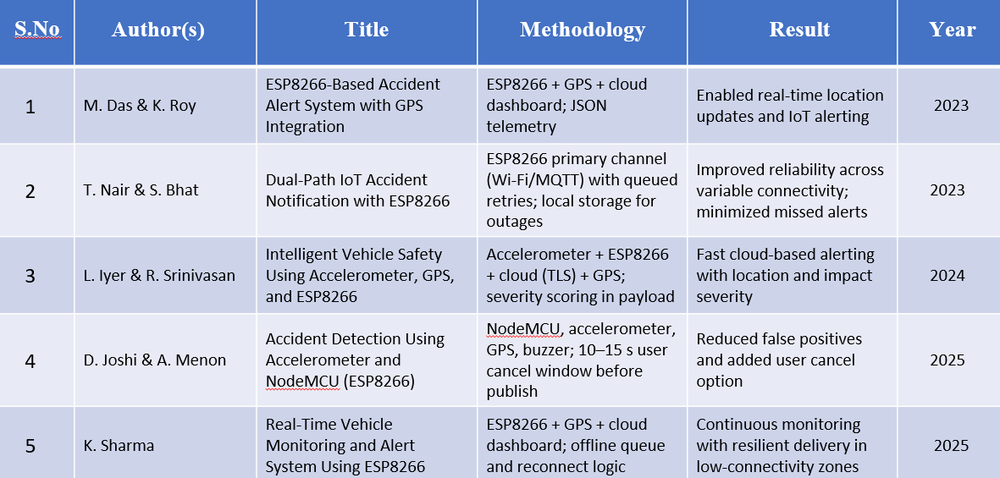 S.No Author(s) Title Methodology Result Year
1
M. Das & K. Roy
ESP8266-Based Accident
Alert System with GPS
Integration
ESP8266 + GPS + cloud
dashboard; JSON
telemetry
Enabled real-time location
updates and IoT alerting
2023
2
T. Nair & S. Bhat
Dual-Path IoT Accident
Notification with ESP8266
ESP8266 primary channel
(Wi-Fi/MQTT) with queued
retries; local storage for
outages
Improved reliability across
variable connectivity;
minimized missed alerts
2023
3
L. Iyer & R. Srinivasan
Intelligent Vehicle Safety
Using Accelerometer, GPS,
and ESP8266
Accelerometer + ESP8266
+ cloud (TLS) + GPS;
severity scoring in payload
Fast cloud-based alerting
with location and impact
severity
2024
4
D. Joshi & A. Menon
Accident Detection Using
Accelerometer and
NodeMCU (ESP8266)
NodeMCU, accelerometer,
GPS, buzzer; 10–15 s user
cancel window before
publish
Reduced false positives
and added user cancel
option
2025
5
K. Sharma
Real-Time Vehicle
Monitoring and Alert
System Using ESP8266
ESP8266 + GPS + cloud
dashboard; offline queue
and reconnect logic
Continuous monitoring
with resilient delivery in
low-connectivity zones
2025